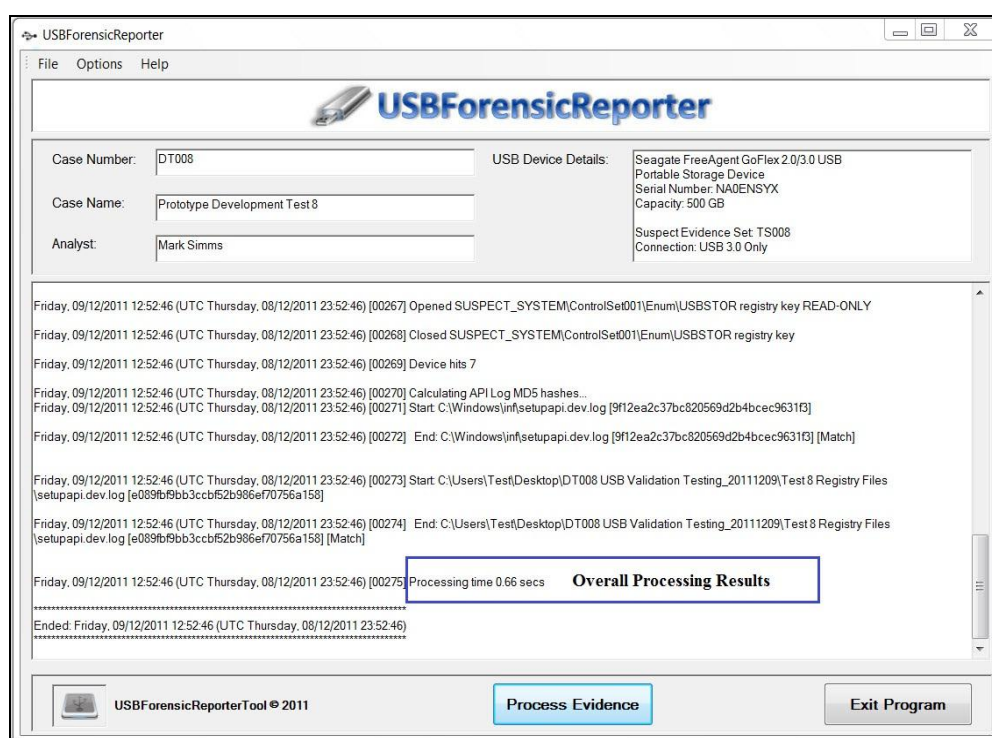 USBForensicReporter
File Options Help
USBForensicReporter
Case Number: DT008
Case Name: Prototype Development Test 8
Analyst: Mark Simms
USB Device Details: Seagate FreeAgent GoFlex 2.0/3.0 USB
Portable Storage Device
Serial Number: NA0ENSYX
Capacity: 500 GB
Suspect Evidence Set: TS008
Connection: USB 3.0 Only
Friday, 09/12/2011 12:52:46 (UTC Thursday, 08/12/2011 23:52:46) [00267] Opened SUSPECT_SYSTEM\ControlSet001\Enum\USBSTOR registry key READ-ONLY
Friday, 09/12/2011 12:52:46 (UTC Thursday, 08/12/2011 23:52:46) [00268] Closed SUSPECT_SYSTEM\ControlSet001\Enum\USBSTOR registry key
Friday, 09/12/2011 12:52:46 (UTC Thursday, 08/12/2011 23:52:46) [00269] Device hits 7
Friday, 09/12/2011 12:52:46 (UTC Thursday, 08/12/2011 23:52:46) [00270] Calculating API Log MD5 hashes...
Friday, 09/12/2011 12:52:46 (UTC Thursday, 08/12/2011 23:52:46) [00271] Start: C:\Windows\inf\setupapi.dev.log [9f12ea2c37bc820569d2b4bcec9631f3]
Friday, 09/12/2011 12:52:46 (UTC Thursday, 08/12/2011 23:52:46) [00272] End: C:\Windows\inf\setupapi.dev.log [9f12ea2c37bc820569d2b4bcec9631f3] [Match]
Friday, 09/12/2011 12:52:46 (UTC Thursday, 08/12/2011 23:52:46) [00273] Start: C:\Users\Test\Desktop\DT008 USB Validation Testing_20111209\Test 8 Registry Files
\setupapi.dev.log [e089fbf9bb3ccbf52b986ef70756a158]
Friday, 09/12/2011 12:52:46 (UTC Thursday, 08/12/2011 23:52:46) [00274] End: C:\Users\Test\Desktop\DT008 USB Validation Testing_20111209\Test 8 Registry Files
\setupapi.dev.log [e089fbf9bb3ccbf52b986ef70756a158] [Match]
Friday, 09/12/2011 12:52:46 (UTC Thursday, 08/12/2011 23:52:46) [00275] Processing time 0.66 secs Overall Processing Results
****************************************************************************************
Ended: Friday, 09/12/2011 12:52:46 (UTC Thursday, 08/12/2011 23:52:46)
****************************************************************************************
USBForensicReporterTool © 2011
Process Evidence
Exit Program